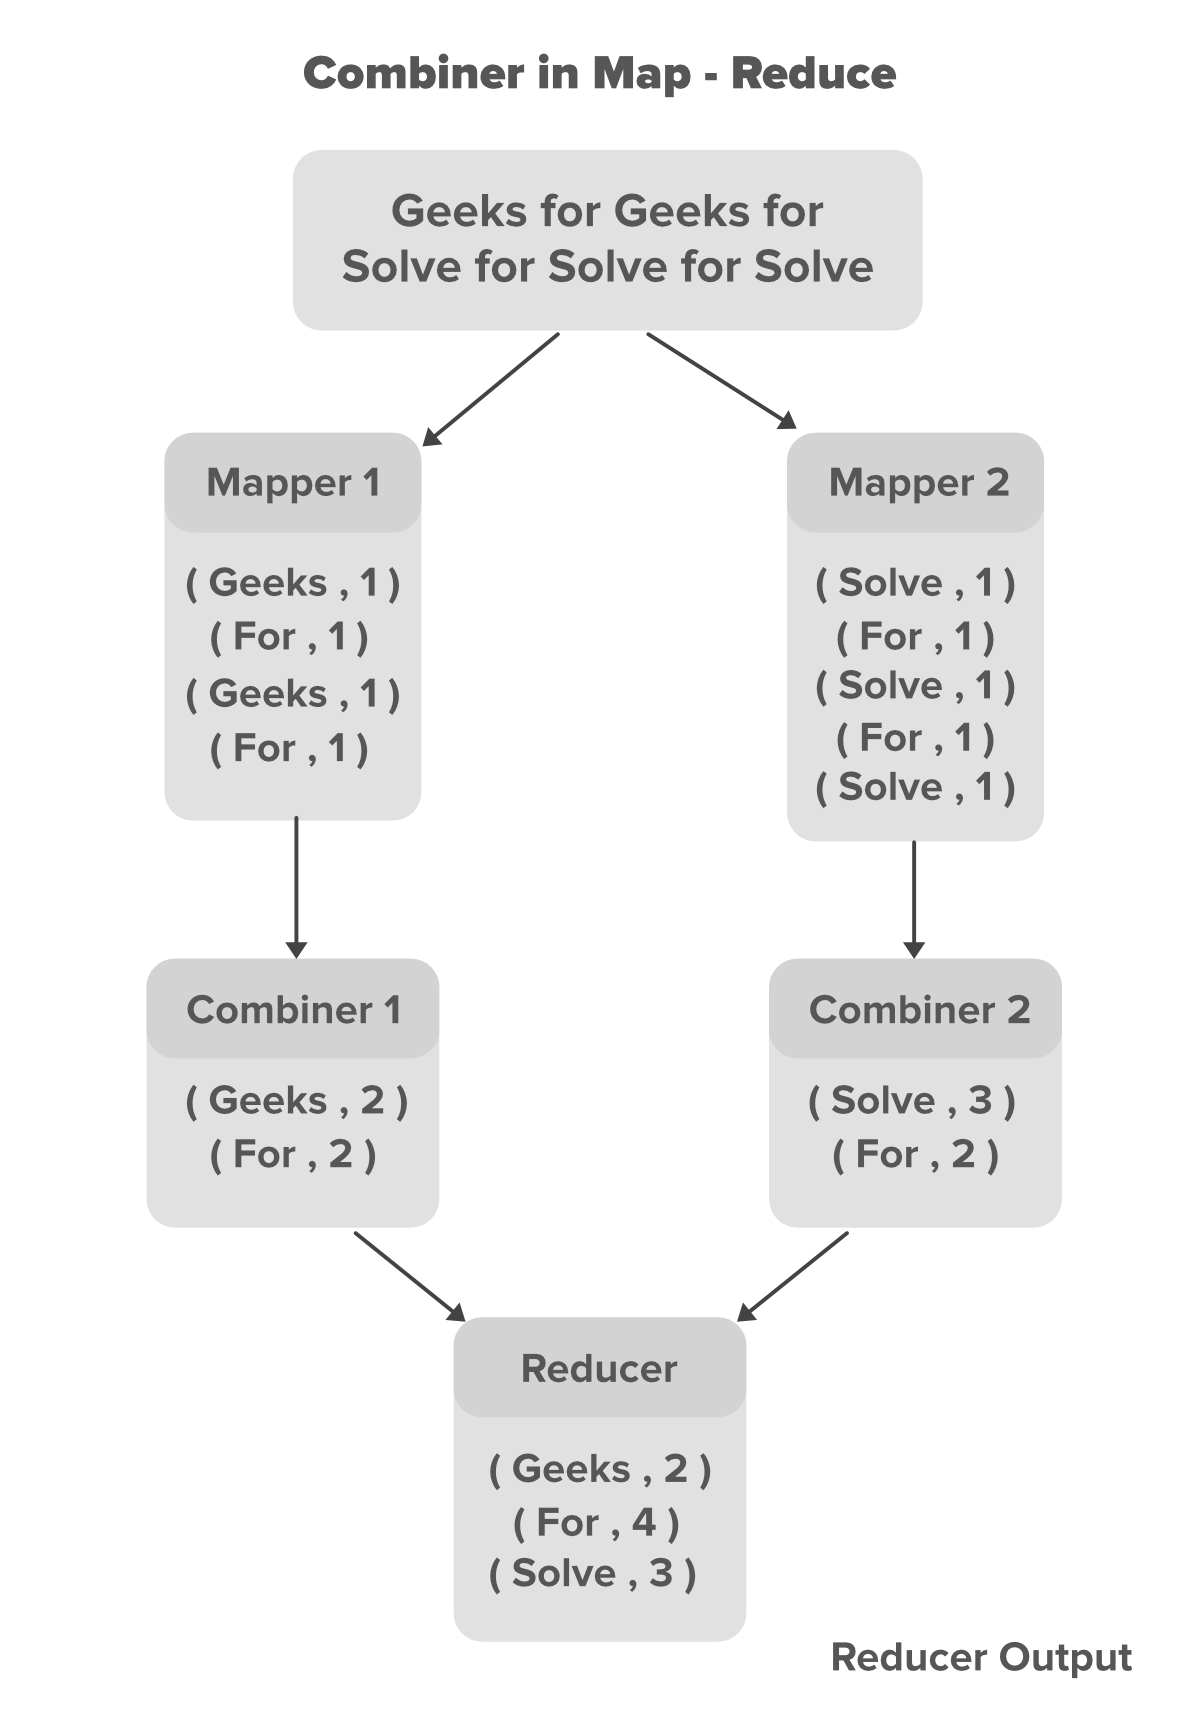 Combiner in Map - Reduce
Geeks for Geeks for
Solve for Solve for Solve
Mapper 1
( Geeks , 1 )
( For , 1 )
( Geeks , 1 )
( For , 1 )
Mapper 2
( Solve , 1 )
( For , 1 )
( Solve , 1 )
( For , 1 )
( Solve , 1 )
Combiner 1
( Geeks , 2 )
( For , 2 )
Combiner 2
( Solve , 3 )
( For , 2 )
Reducer
( Geeks , 2 )
( For , 4 )
( Solve , 3 )
Reducer Output